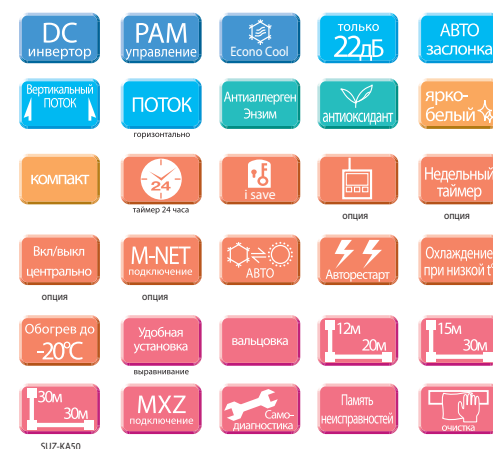 DC
инвертор
PAM
управление
Econo Cool
только
22дБ
АВТО
заслонка
Вертикальный
ПОТОК
ПОТОК
горизонтально
Антиаллерген
Энзим
антиоксидант
ярко-
белый
компакт
24
таймер 24 часа
i save
опция
Недельный
таймер
опция
Вкл/выкл
центрально
опция
M-NET
подключение
опция
АВТО
Авторестарт
Охлаждение
при низкой t°
Обогрев до
-20°C
Удобная
установка
выравнивание
вальцовка
12м
20м
15м
30м
30м
30м
SUZ-KA50
MXZ
подключение
Само-
диагностика
Память
неисправностей
очистка